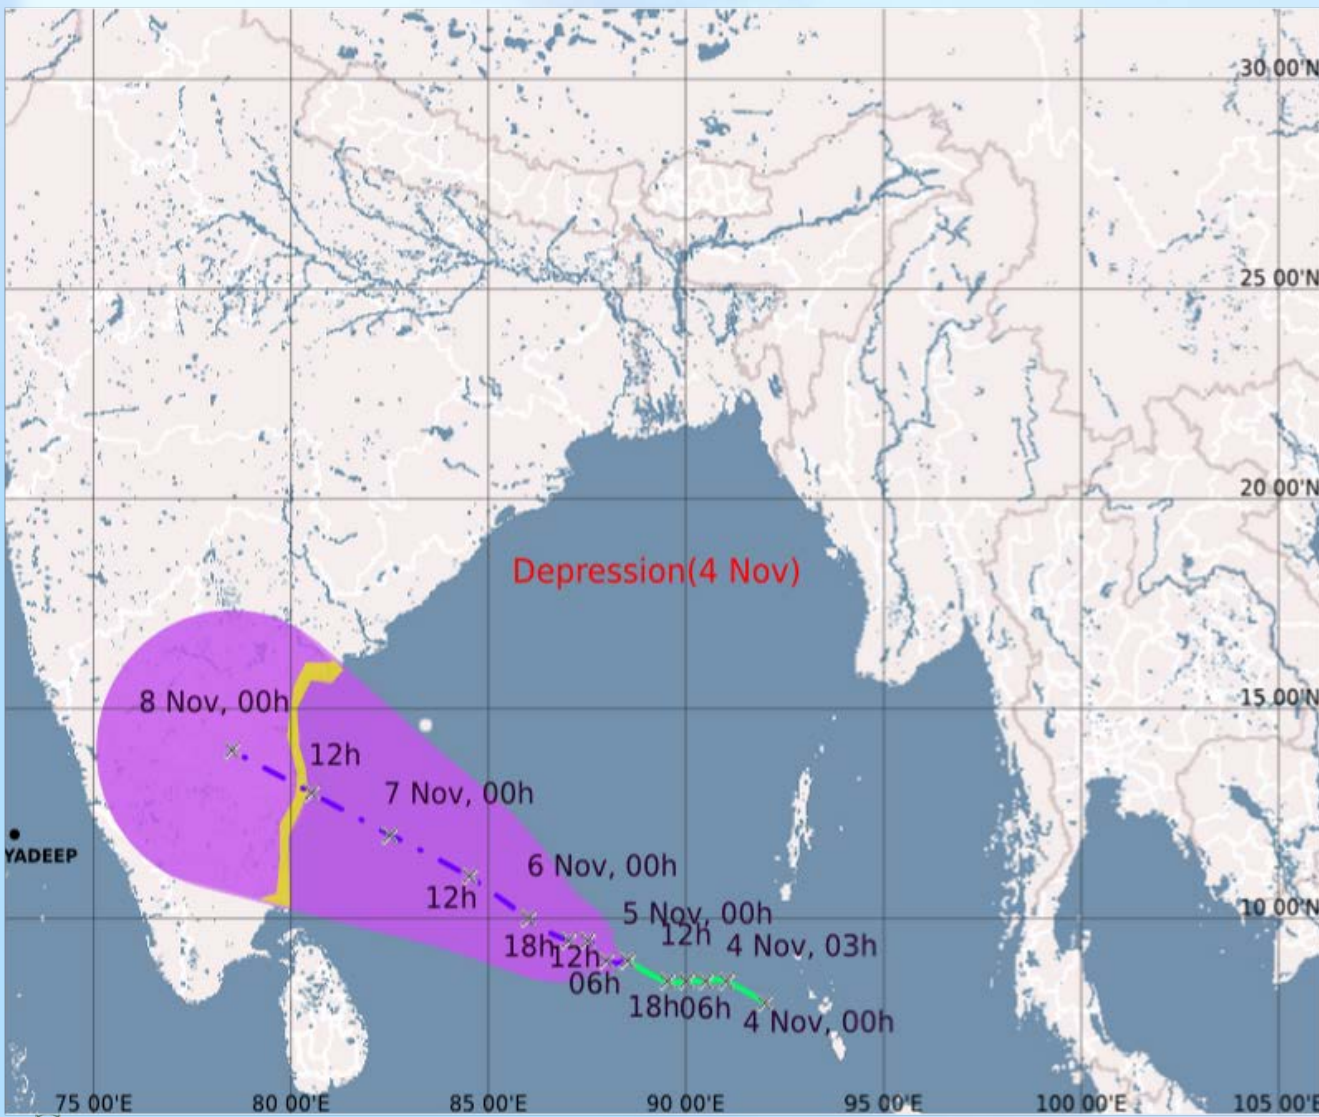 30 00'N
25 00'N
20 00'N
Depression(4 Nov)
8 Nov, 00h
15 00'N
12h
7 Nov, 00h
YADEEP
6 Nov, 00h
12h
5 Nov, 00h
10 00'N
12h
4 Nov, 03h
18h
12h
06h
18h
06h
4 Nov, 00h
75 00'E
80 00'E
85 00'E
90 00'E
95 00'E
100 00'E
105 00'E